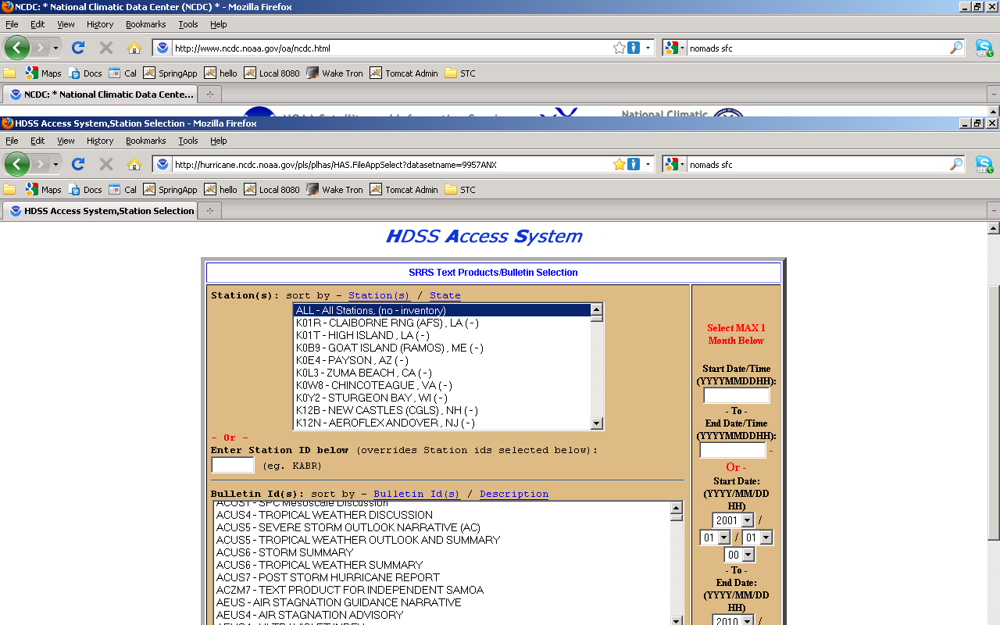 NCDC: * National Climatic Data Center (NCDC) * - Mozilla Firefox
File Edit View History Bookmarks Tools Help
http://www.ncdc.noaa.gov/oa/ncdc.html nomads sfc
Maps Docs Cal SpringApp hello Local 8080 Wake Tron Tomcat Admin STC
NCDC: * National Climatic Data Cente...
National Climatic
HDSS Access System,Station Selection - Mozilla Firefox
File Edit View History Bookmarks Tools Help
http://hurricane.ncdc.noaa.gov/pls/plhas/HAS.FileAppSelect?datasetname=9957ANX nomads sfc
Maps Docs Cal SpringApp hello Local 8080 Wake Tron Tomcat Admin STC
HDSS Access System,Station Selection
HDSS Access System
SRRS Text Products/Bulletin Selection
Station(s): sort by - Station(s) / State
ALL - All Stations, (no - inventory)
K01R - CLAIBORNE RNG (AFS) , LA (-)
K01T - HIGH ISLAND , LA (-)
K0B9 - GOAT ISLAND (RAMOS) , ME (-)
K0E4 - PAYSON , AZ (-)
K0L3 - ZUMA BEACH , CA (-)
K0W8 - CHINCOTEAGUE , VA (-)
K0Y2 - STURGEON BAY , WI (-)
K12B - NEW CASTLES (CGLS) , NH (-)
K12N - AEROFLEX ANDOVER , NJ (-)
- Or -
Enter Station ID below (overrides Station ids selected below):
(eg. KABR)
Bulletin Id(s): sort by - Bulletin Id(s) / Description
ACUS1 - SPC Mesoscale Discussion
ACUS4 - TROPICAL WEATHER DISCUSSION
ACUS5 - SEVERE STORM OUTLOOK NARRATIVE (AC)
ACUS5 - TROPICAL WEATHER OUTLOOK AND SUMMARY
ACUS6 - STORM SUMMARY
ACUS6 - TROPICAL WEATHER SUMMARY
ACUS7 - POST STORM HURRICANE REPORT
ACZM7 - TEXT PRODUCT FOR INDEPENDENT SAMOA
AEUS - AIR STAGNATION GUIDANCE NARRATIVE
AEUS4 - AIR STAGNATION ADVISORY
Select MAX 1
Month Below
Start Date/Time
(YYYYMMDDHH):
- To -
End Date/Time
(YYYYMMDDHH):
-
Or -
Start Date:
(YYYY/MM/DD
HH)
2001 /
01 / 01
00
- To -
End Date:
(YYYY/MM/DD
HH)
2010 /